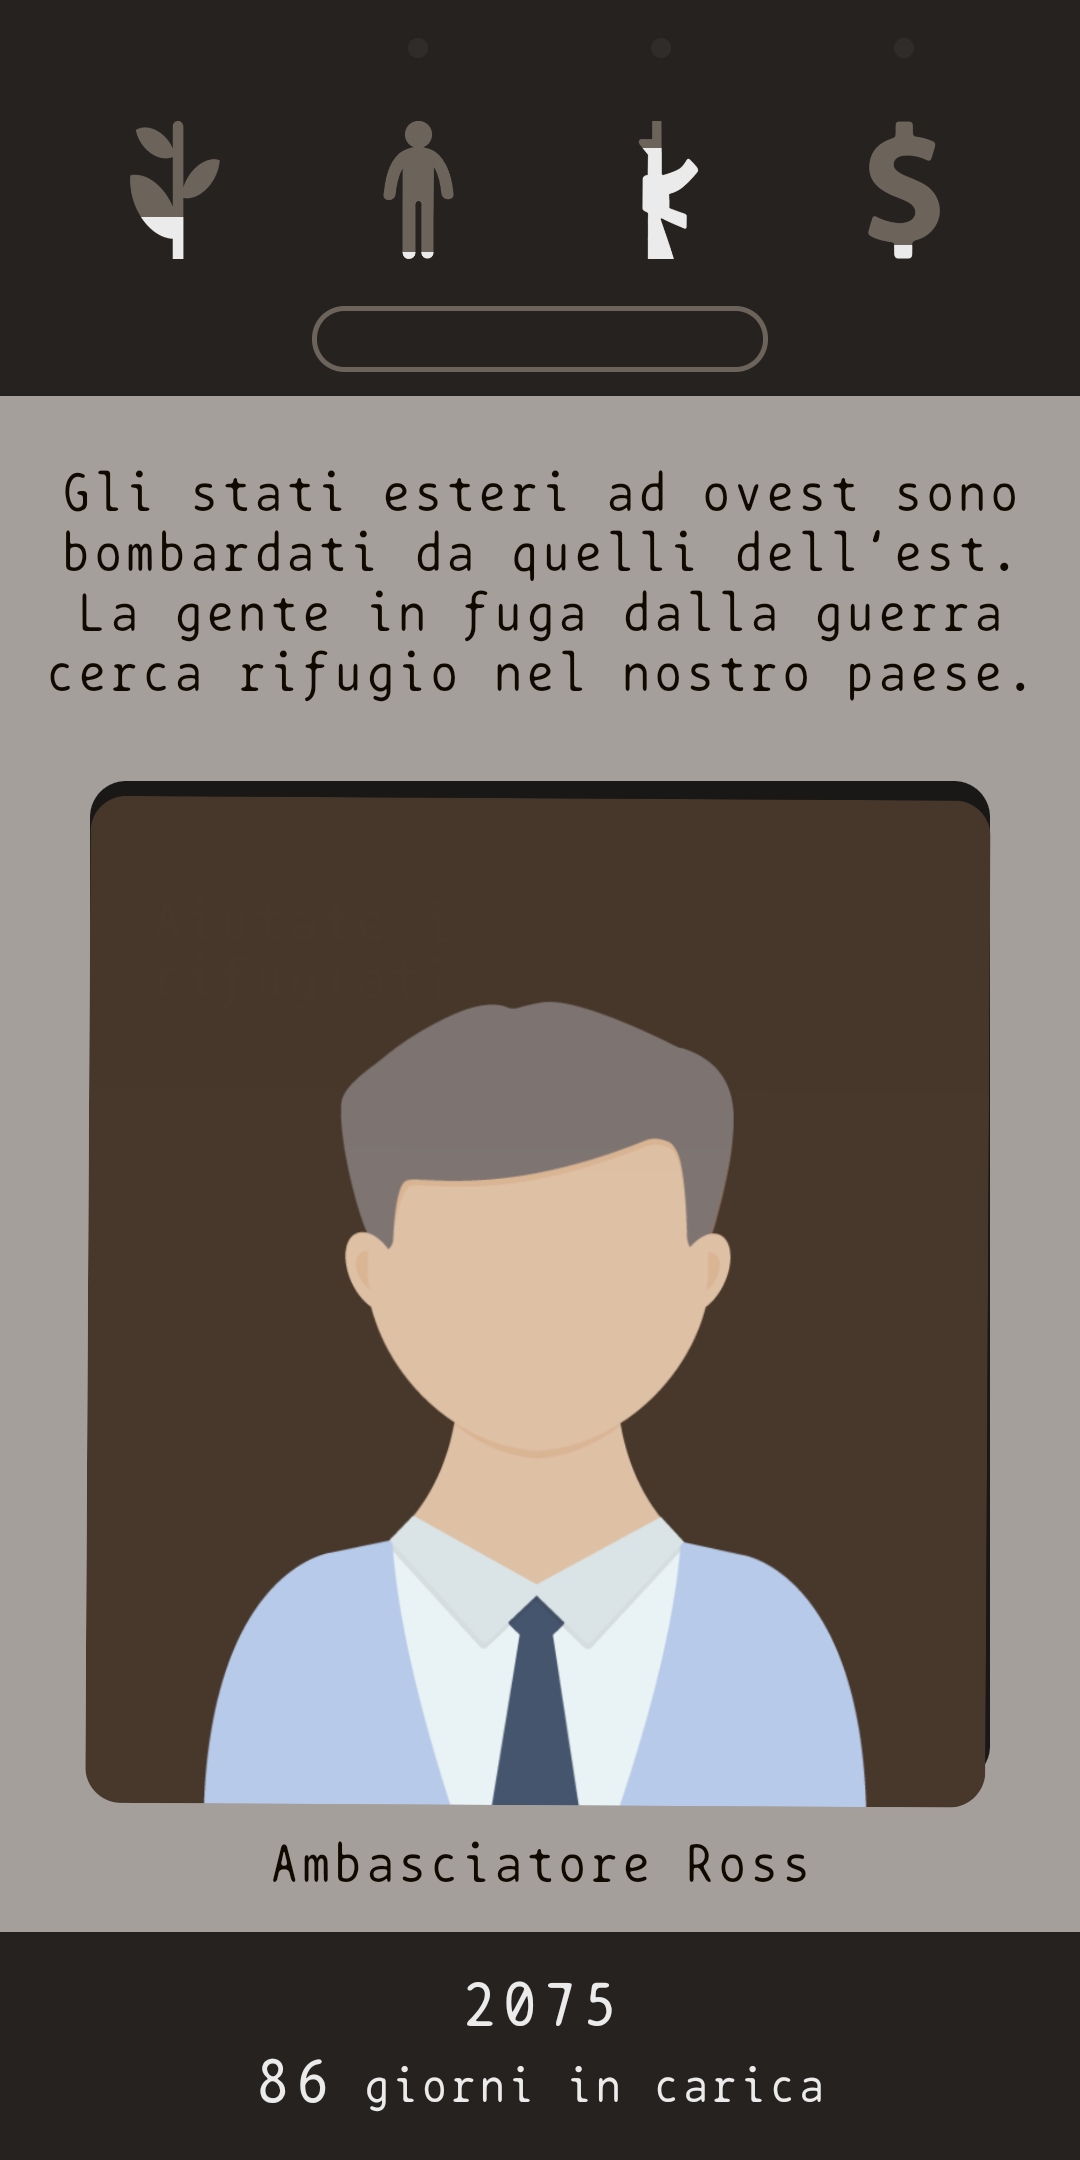 Gli stati esteri ad ovest sono
bombardati da quelli dell'est.
La gente in fuga dalla guerra
cerca rifugio nel nostro paese.
Ambasciatore Ross
2075
86 giorni in carica